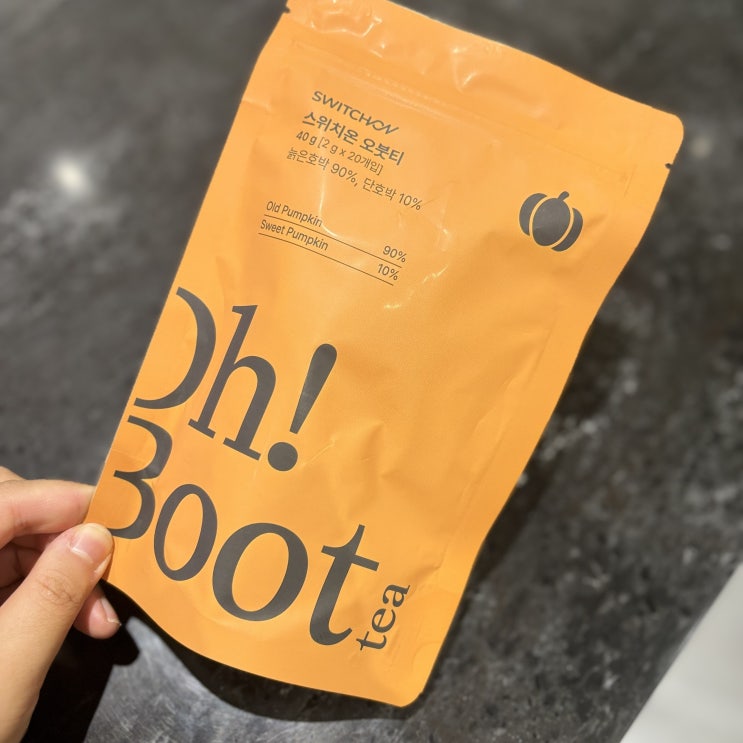 SWITCHON
스위치온 오붓티
40 g [2 g x 20개입]
늙은호박 90%, 단호박 10%
Old Pumpkin 90%
Sweet Pumpkin 10%
Oh!
Boot
tea